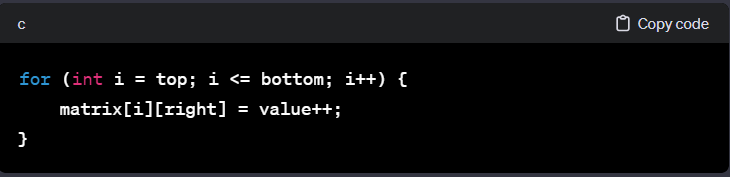 c
Copy code
for (int i = top; i <= bottom; i++) {
    matrix[i][right] = value++;
}